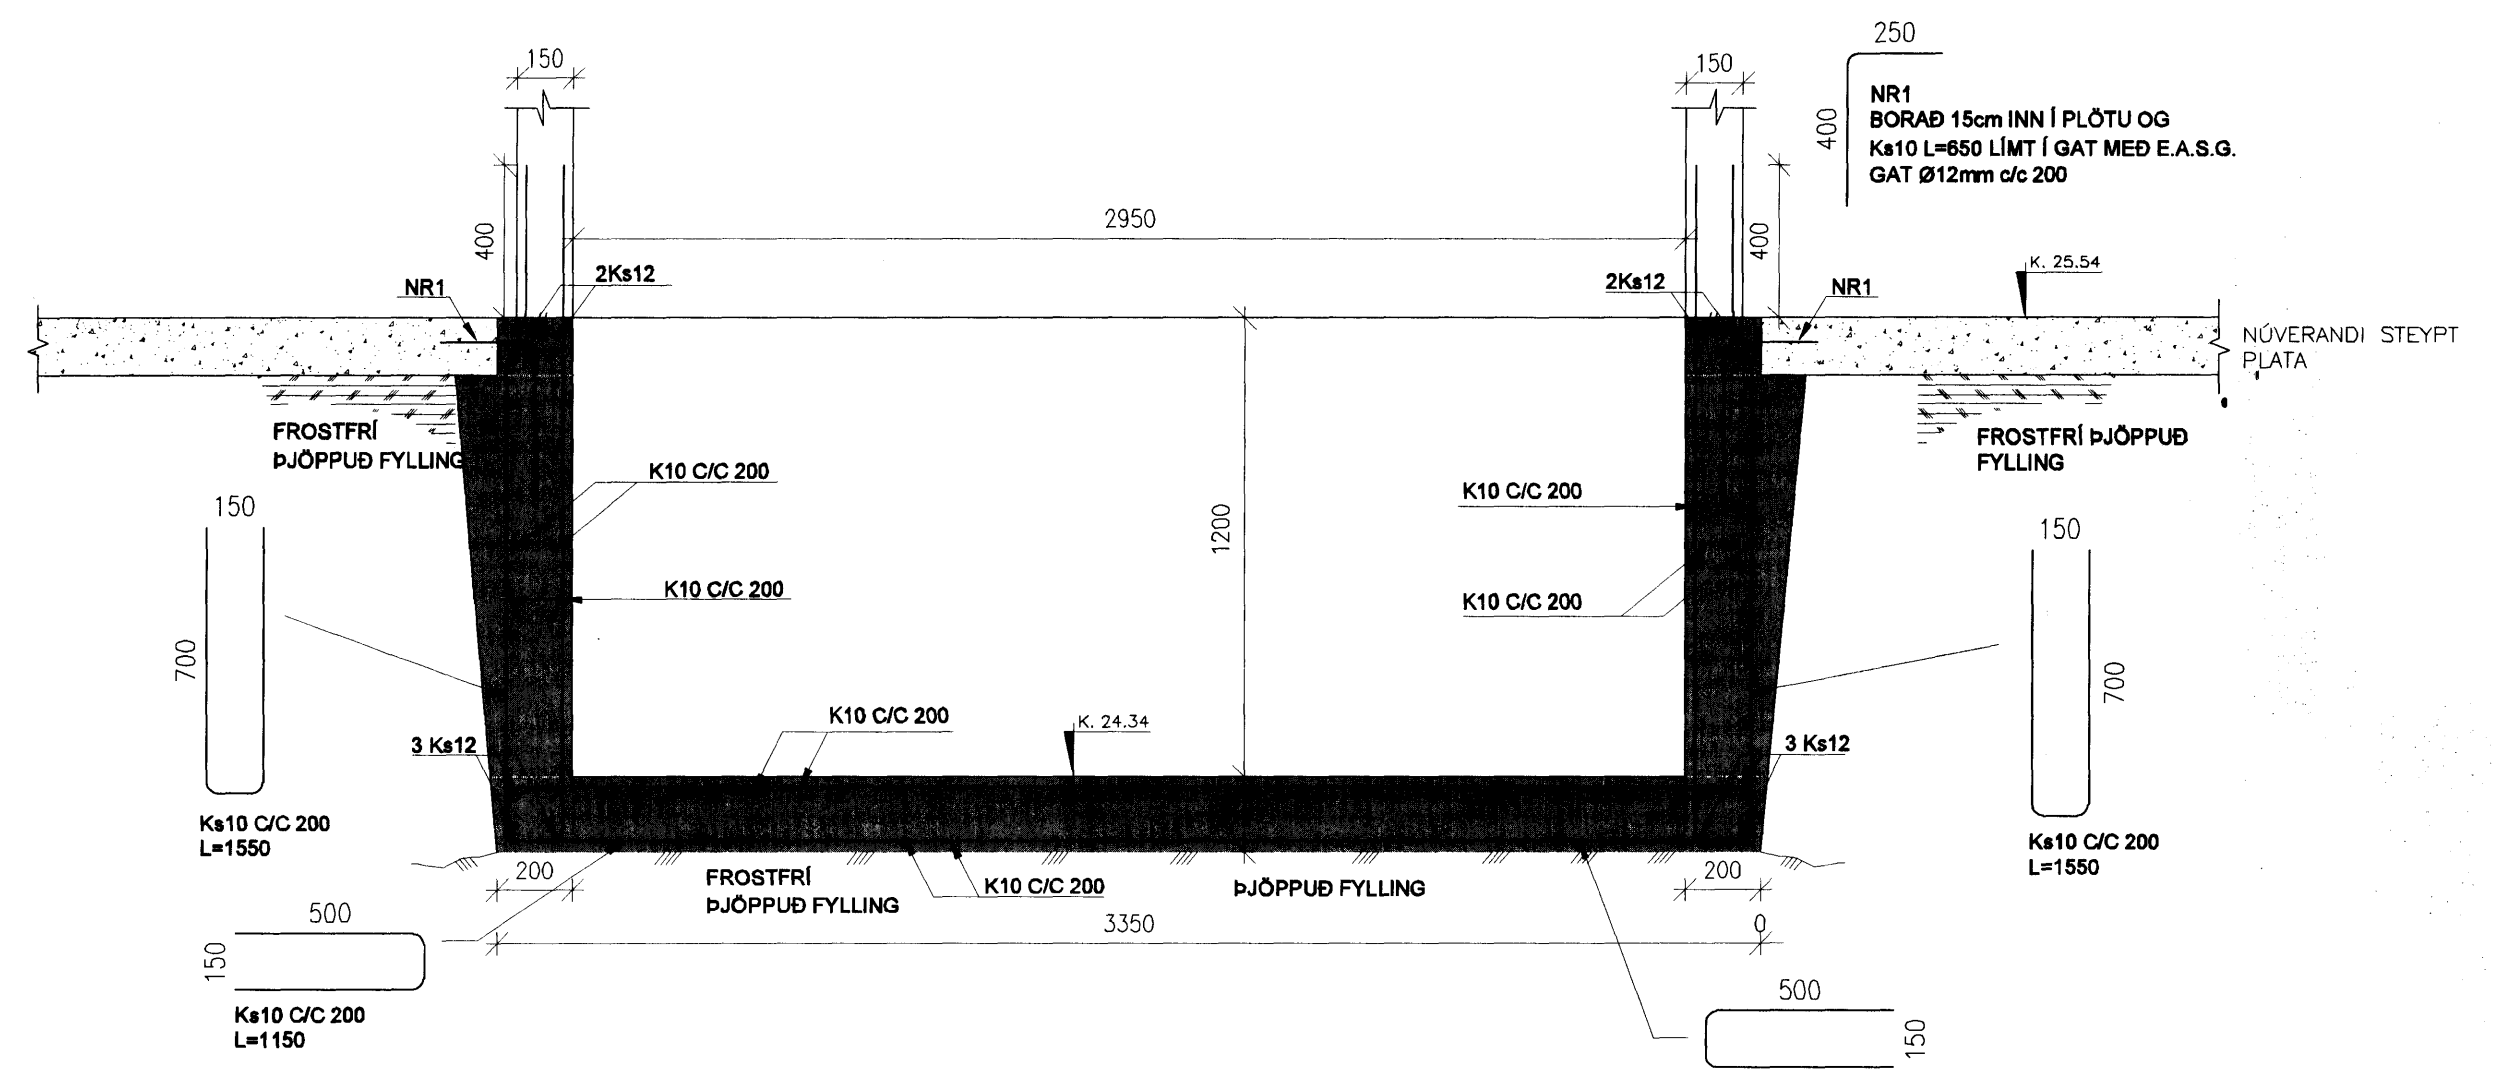 250
150
150
NR1
BORAÐ 15cm INN Í PLÖTU OG
Ks10 L=650 LÍMT Í GAT MEÐ E.A.S.G.
GAT Ø12mm c/c 200
400
2950
400
400
2Ks12
NR1
2Ks12
NR1
K. 25.54
NÚVERANDI STEYPT
PLATA
FROSTFRÍ
ÞJÖPPUÐ FYLLING
FROSTFRÍ ÞJÖPPUÐ
FYLLING
K10 C/C 200
K10 C/C 200
150
1200
150
K10 C/C 200
K10 C/C 200
700
700
K10 C/C 200
K. 24.34
3 Ks12
3 Ks12
Ks10 C/C 200
L=1550
Ks10 C/C 200
L=1550
200
FROSTFRÍ
ÞJÖPPUÐ FYLLING
K10 C/C 200
ÞJÖPPUÐ FYLLING
200
500
3350
0
150
Ks10 C/C 200
L=1150
500
150